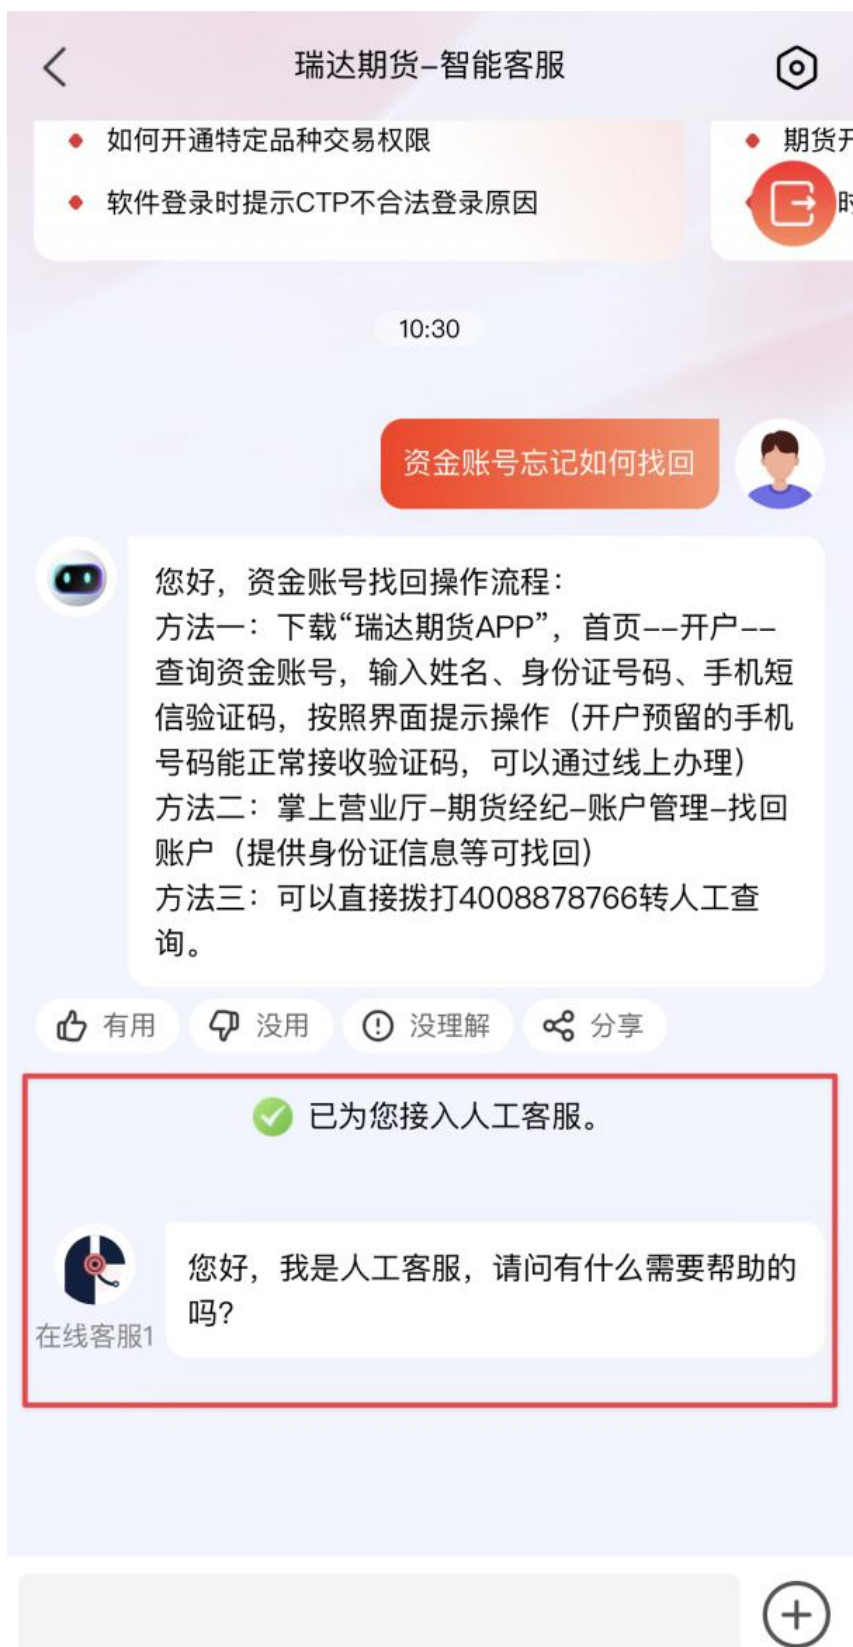 瑞达期货-智能客服
如何开通特定品种交易权限
期货开
软件登录时提示CTP不合法登录原因
时
10:30
资金账号忘记如何找回
您好，资金账号找回操作流程：
方法一：下载“瑞达期货APP”，首页--开户--
查询资金账号，输入姓名、身份证号码、手机短
信验证码，按照界面提示操作（开户预留的手机
号码能正常接收验证码，可以通过线上办理）
方法二：掌上营业厅-期货经纪-账户管理-找回
账户（提供身份证信息等可找回）
方法三：可以直接拨打4008878766转人工查
询。
有用 没用 没理解 分享
已为您接入人工客服。
您好，我是人工客服，请问有什么需要帮助的
吗？
在线客服1